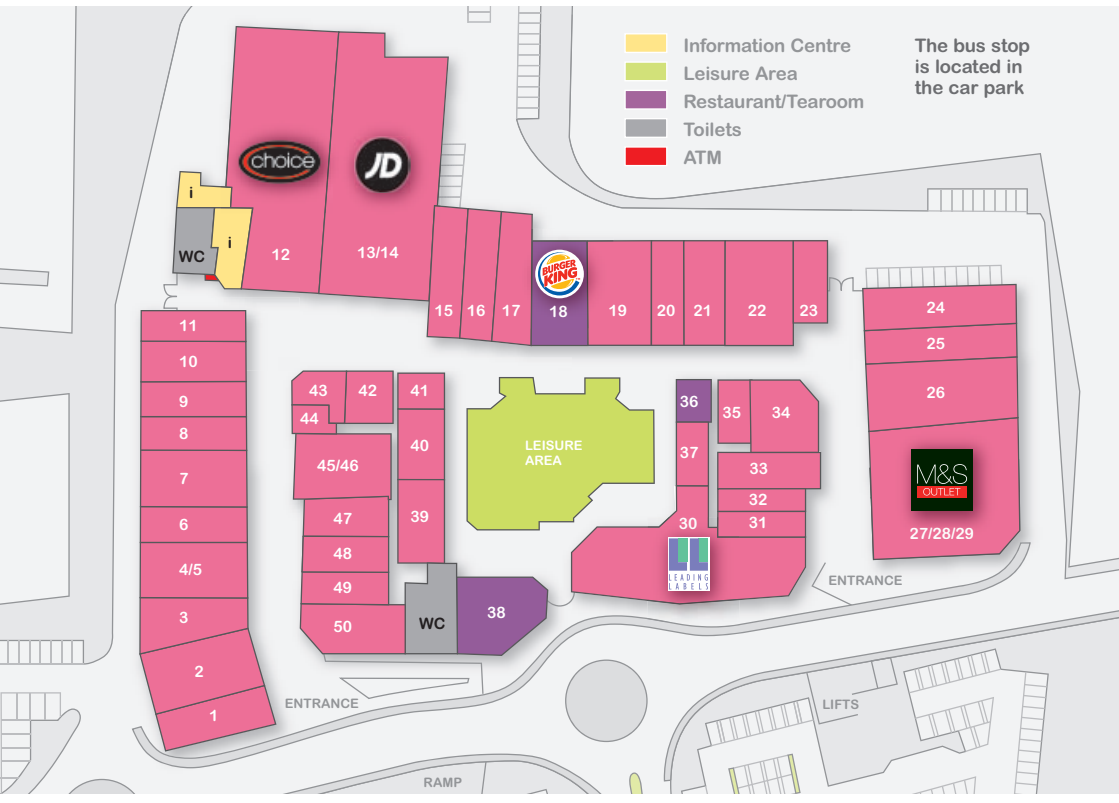 Information Centre
Leisure Area
Restaurant/Tearoom
Toilets
ATM
The bus stop
is located in
the car park
choice
JD
i
i
WC
12
13/14
15
16
17
BURGER
KING
18
19
20
21
22
23
24
25
26
M&S
OUTLET
27/28/29
11
10
9
8
7
6
4/5
3
2
1
43
42
41
44
40
45/46
39
47
48
49
50
WC
38
LEISURE
AREA
36
35
34
37
33
32
31
30
LEADING
LABELS
ENTRANCE
ENTRANCE
LIFTS
RAMP